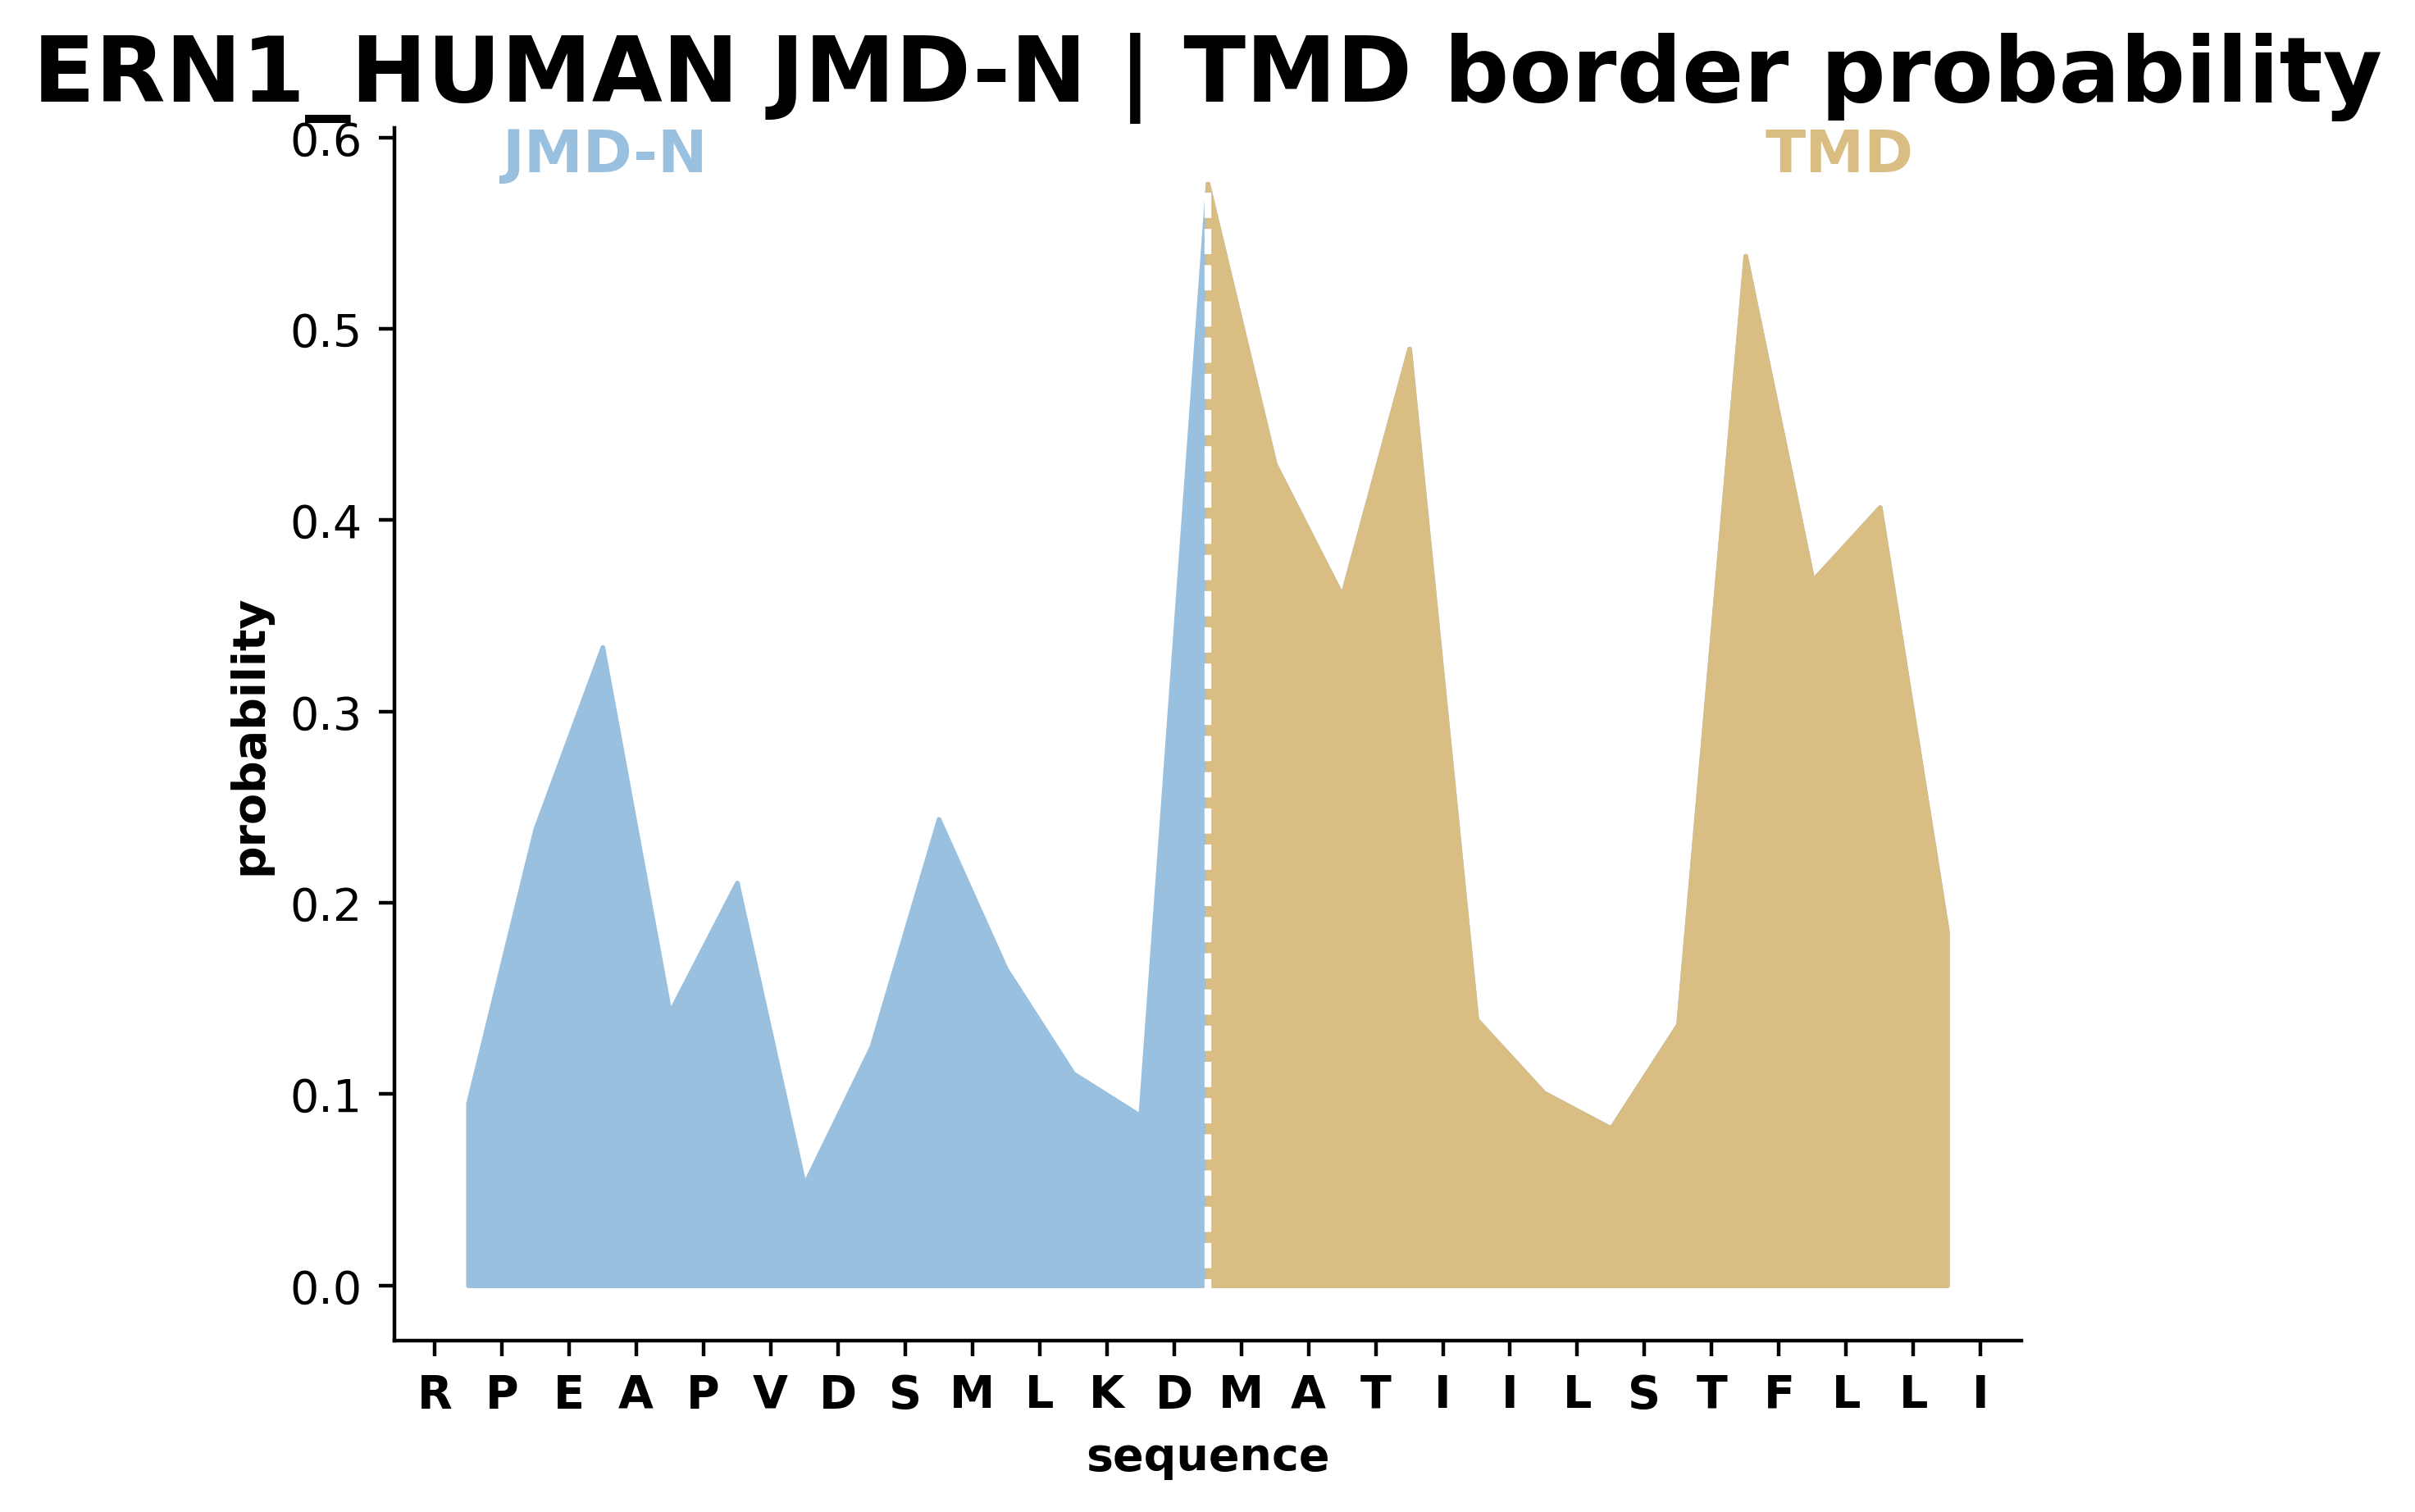 ERN1_HUMAN JMD-N | TMD border probability
JMD-N TMD
0.6
0.5
0.4
0.3
0.2
0.1
0.0
probability
R P E A P V D S M L K D M A T I I L S T F L L I
sequence